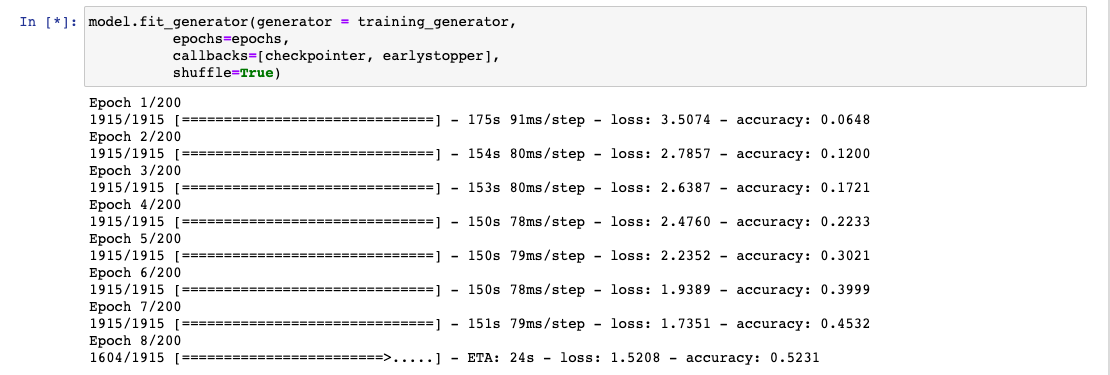 In [*]: model.fit_generator(generator = training_generator,
epochs=epochs,
callbacks=[checkpointer, earlystopper],
shuffle=True)
Epoch 1/200
1915/1915 [==============================] - 175s 91ms/step - loss: 3.5074 - accuracy: 0.0648
Epoch 2/200
1915/1915 [==============================] - 154s 80ms/step - loss: 2.7857 - accuracy: 0.1200
Epoch 3/200
1915/1915 [==============================] - 153s 80ms/step - loss: 2.6387 - accuracy: 0.1721
Epoch 4/200
1915/1915 [==============================] - 150s 78ms/step - loss: 2.4760 - accuracy: 0.2233
Epoch 5/200
1915/1915 [==============================] - 150s 79ms/step - loss: 2.2352 - accuracy: 0.3021
Epoch 6/200
1915/1915 [==============================] - 150s 78ms/step - loss: 1.9389 - accuracy: 0.3999
Epoch 7/200
1915/1915 [==============================] - 151s 79ms/step - loss: 1.7351 - accuracy: 0.4532
Epoch 8/200
1604/1915 [========================>.....] - ETA: 24s - loss: 1.5208 - accuracy: 0.5231